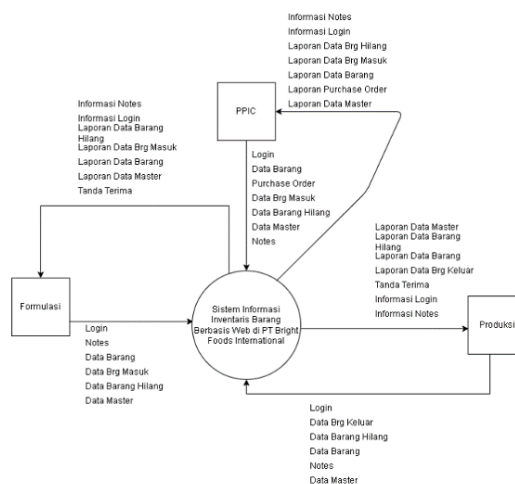 Informasi Notes
Informasi Login
Laporan Data Brg Hilang
Laporan Data Brg Masuk
Laporan Data Barang
Laporan Purchase Order
Laporan Data Master
PPIC
Informasi Notes
Informasi Login
Laporan Data Barang
Hilang
Laporan Data Brg Masuk
Laporan Data Barang
Laporan Data Master
Tanda Terima
Login
Data Barang
Purchase Order
Data Brg Masuk
Data Barang Hilang
Data Master
Notes
Laporan Data Master
Laporan Data Barang
Hilang
Laporan Data Barang
Laporan Data Brg Keluar
Tanda Terima
Informasi Login
Informasi Notes
Formulasi
Sistem Informasi
Inventaris Barang
Berbasis Web di PT Bright
Foods International
Produksi
Login
Notes
Data Barang
Data Brg Masuk
Data Barang Hilang
Data Master
Login
Data Brg Keluar
Data Barang Hilang
Data Barang
Notes
Data Master